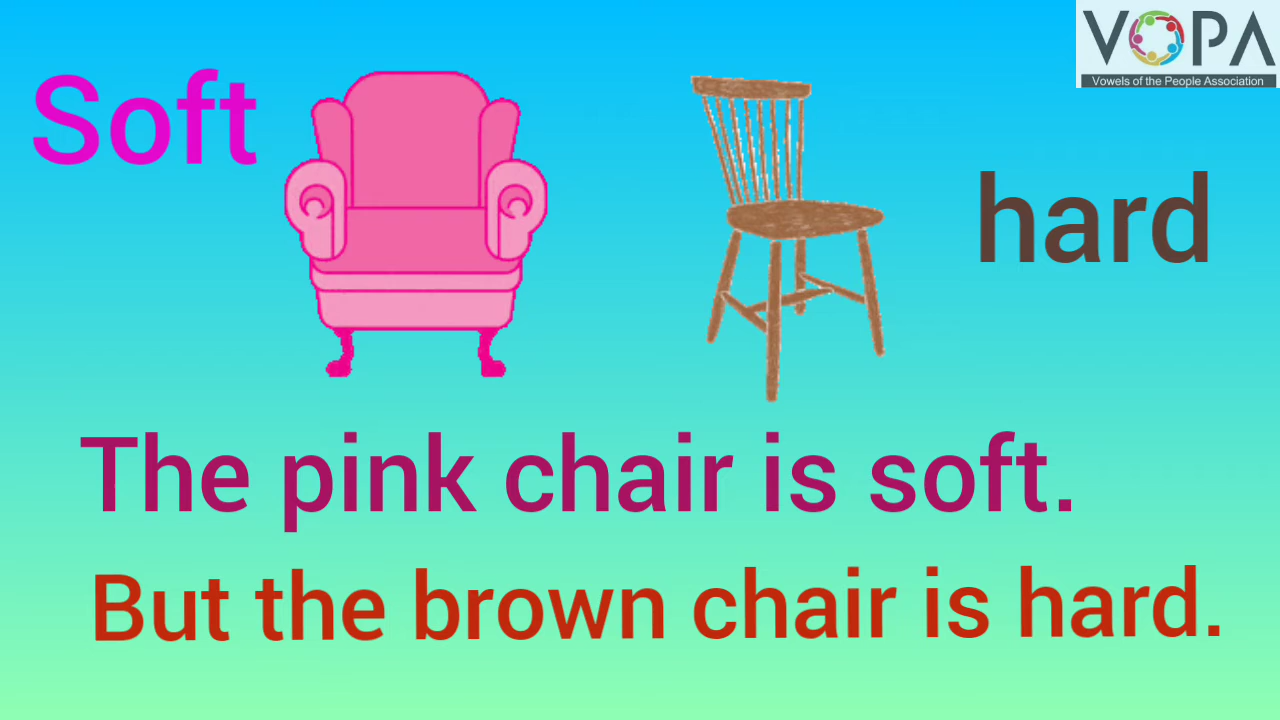 VOPA
Vowels of the People Association
Soft
hard
The pink chair is soft.
But the brown chair is hard.